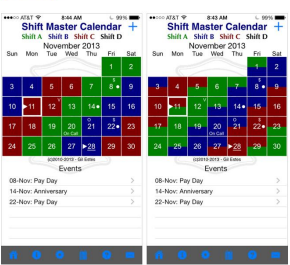 ●●●○○ AT&T 8:44 AM L 99%
Shift Master Calendar +
Shift A Shift B Shift C Shift D
November 2013
Sun Mon Tue Wed Thu Fri Sat
1 2
3 4 5 6 7 8 $ 9
10 ▶11 12 V 13 14● 15 16
17 18 19 20 On Call 21 22● $ 23
24 25 26 27 ▶28 29 30
(c)2010-2013 - Gil Estes
Events
08-Nov: Pay Day >
14-Nov: Anniversary >
22-Nov: Pay Day >
●●●○○ AT&T 8:43 AM L 99%
Shift Master Calendar +
Shift A Shift B Shift C Shift D
November 2013
Sun Mon Tue Wed Thu Fri Sat
1 2
3 4 5 6 7 8 $ 9
10 ▶11 12 V 13 14● 15 16
17 18 19 20 On Call 21 22● $ 23
24 25 26 27 ▶28 29 30
(c)2010-2013 - Gil Estes
Events
08-Nov: Pay Day >
14-Nov: Anniversary >
22-Nov: Pay Day >